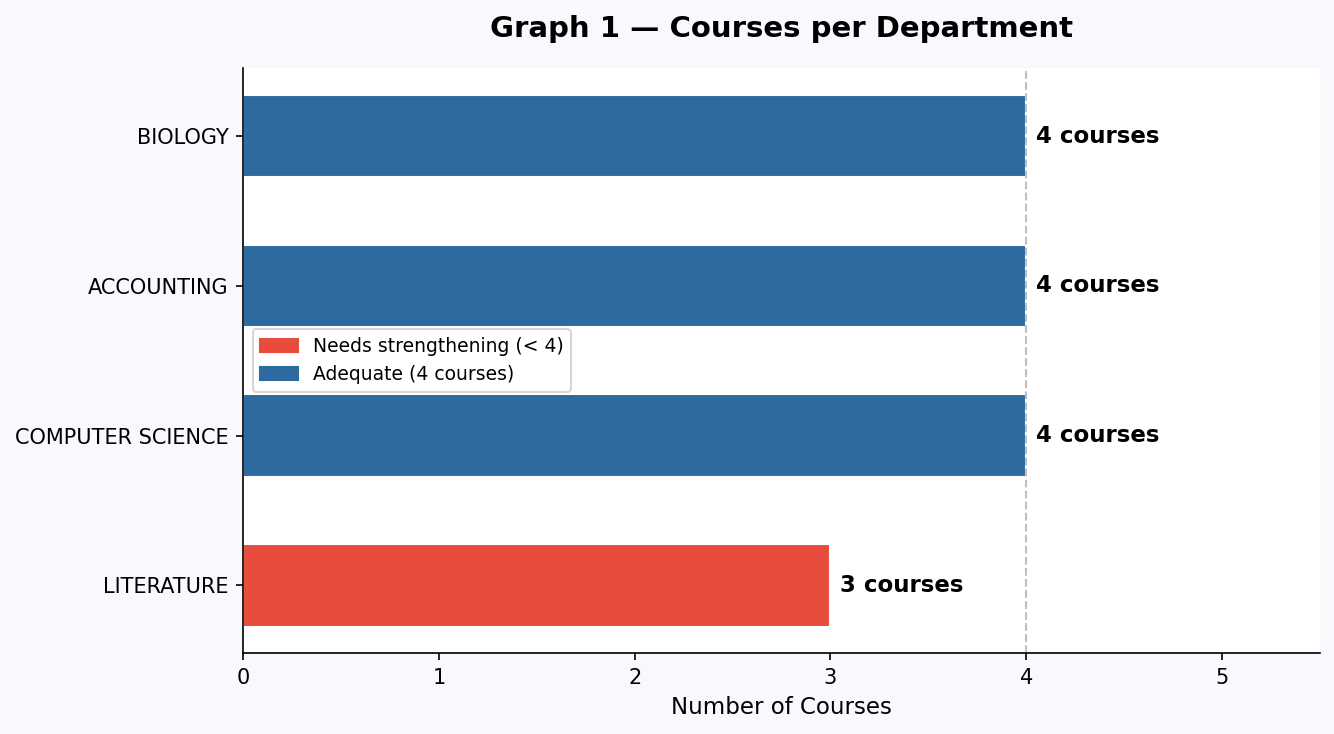 Graph 1 — Courses per Department
BIOLOGY
4 courses
ACCOUNTING
4 courses
Needs strengthening (< 4)
Adequate (4 courses)
COMPUTER SCIENCE
4 courses
LITERATURE
3 courses
0 1 2 3 4 5
Number of Courses